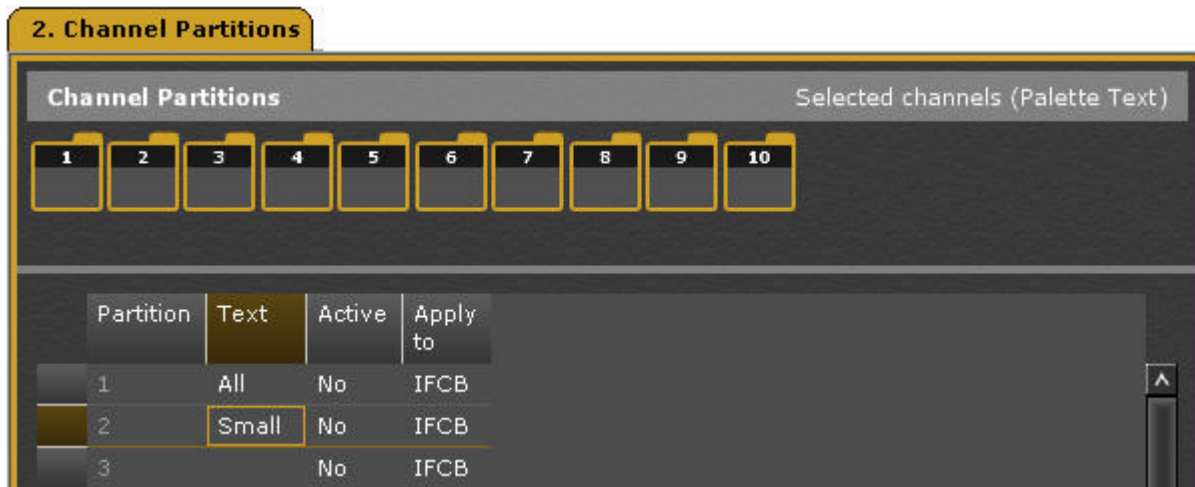 2. Channel Partitions
Channel Partitions Selected channels (Palette Text)
1 2 3 4 5 6 7 8 9 10
Partition Text Active Apply to
1 All No IFCB
2 Small No IFCB
3 No IFCB